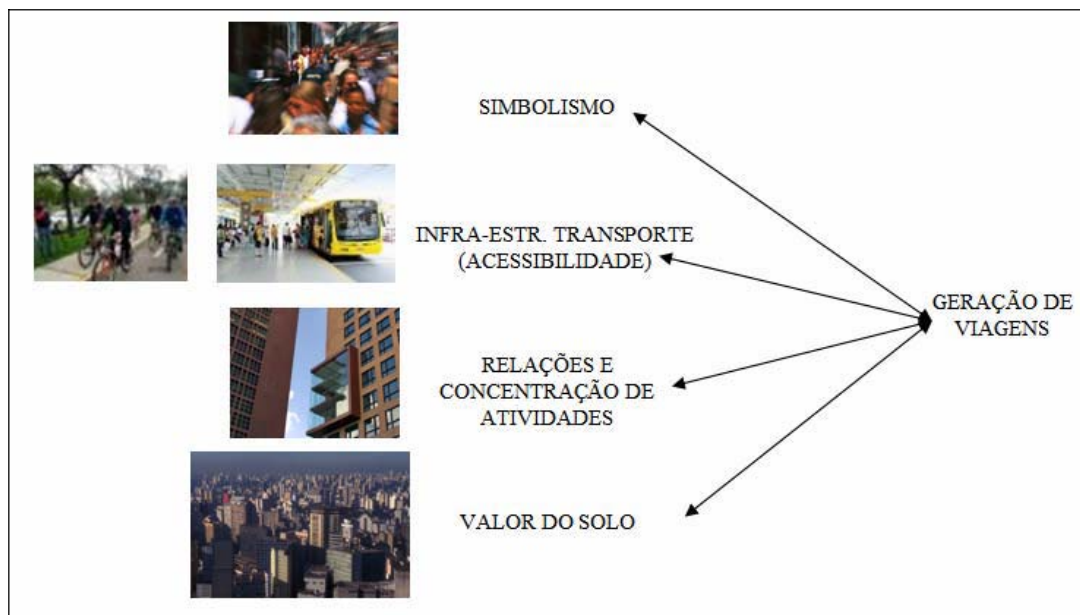 SIMBOLISMO
INFRA-ESTR. TRANSPORTE
(ACESSIBILIDADE)
GERAÇÃO DE
VIAGENS
RELAÇÕES E
CONCENTRAÇÃO DE
ATIVIDADES
VALOR DO SOLO